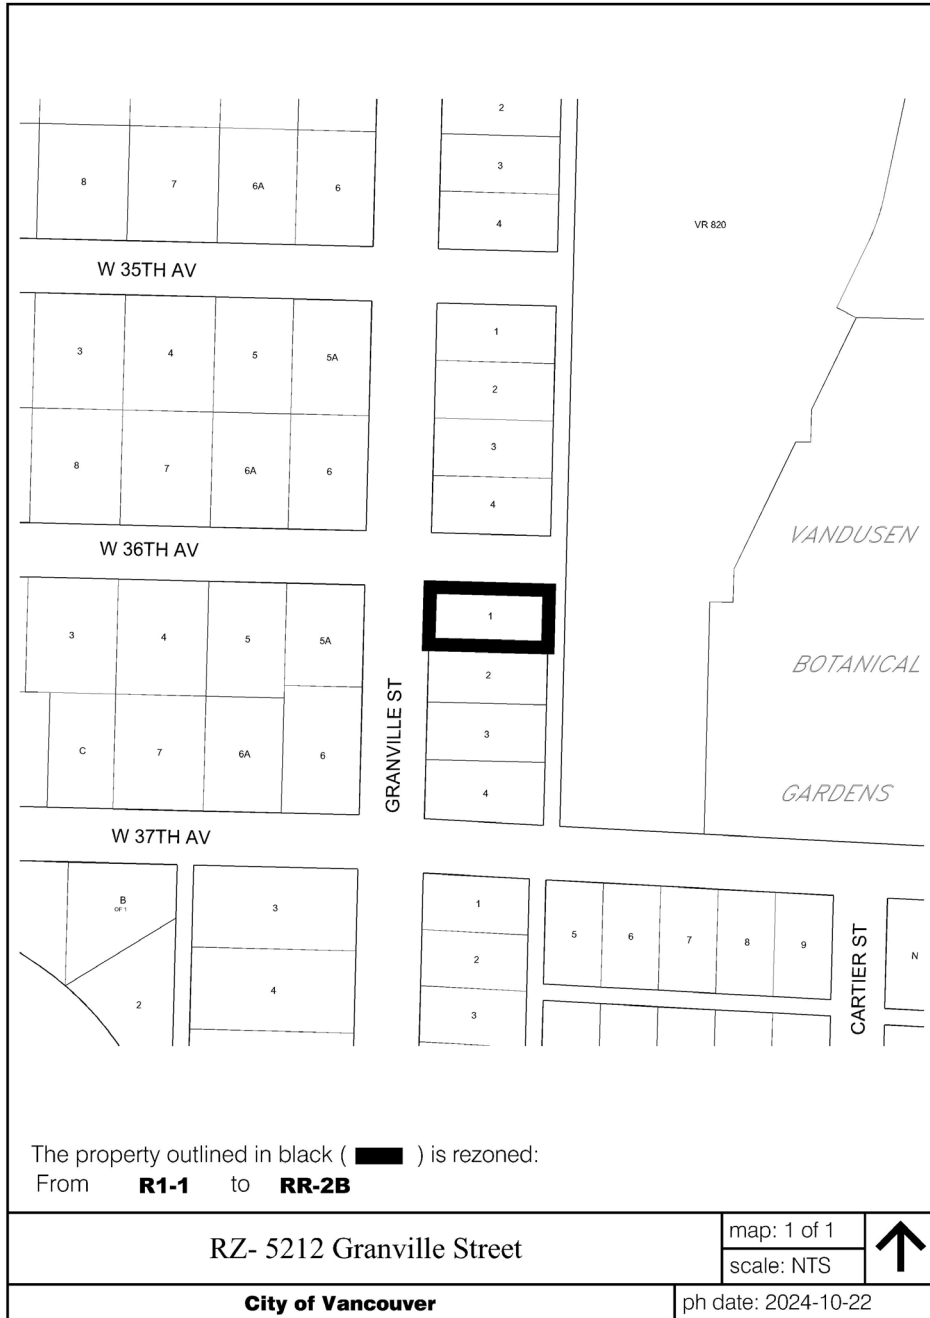 2
3
8
7
6A
6
4
VR 820
W 35TH AV
1
3
4
5
5A
2
3
8
7
6A
6
4
VANDUSEN
W 36TH AV
1
3
4
5
5A
BOTANICAL
2
GRANVILLE ST
3
C
7
6A
6
4
GARDENS
W 37TH AV
B
OF 1
3
1
5
6
7
8
9
CARTIER ST
N
2
4
2
3
The property outlined in black ( ) is rezoned:
From R1-1 to RR-2B
RZ- 5212 Granville Street
map: 1 of 1
scale: NTS
City of Vancouver
ph date: 2024-10-22